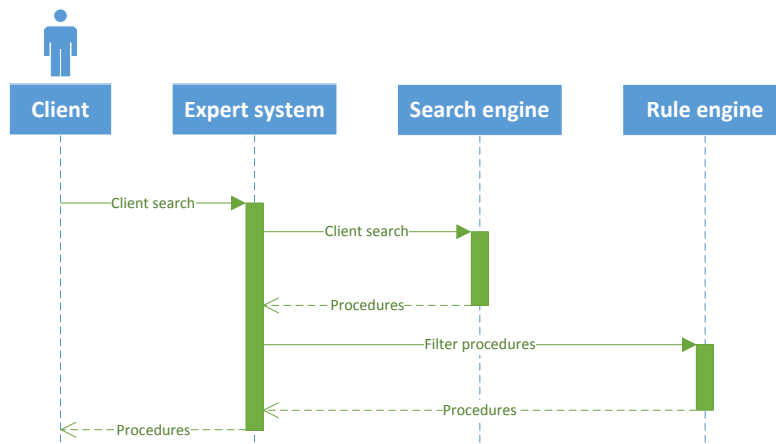 Client
Expert system
Search engine
Rule engine
Client search
Client search
Procedures
Filter procedures
Procedures
Procedures